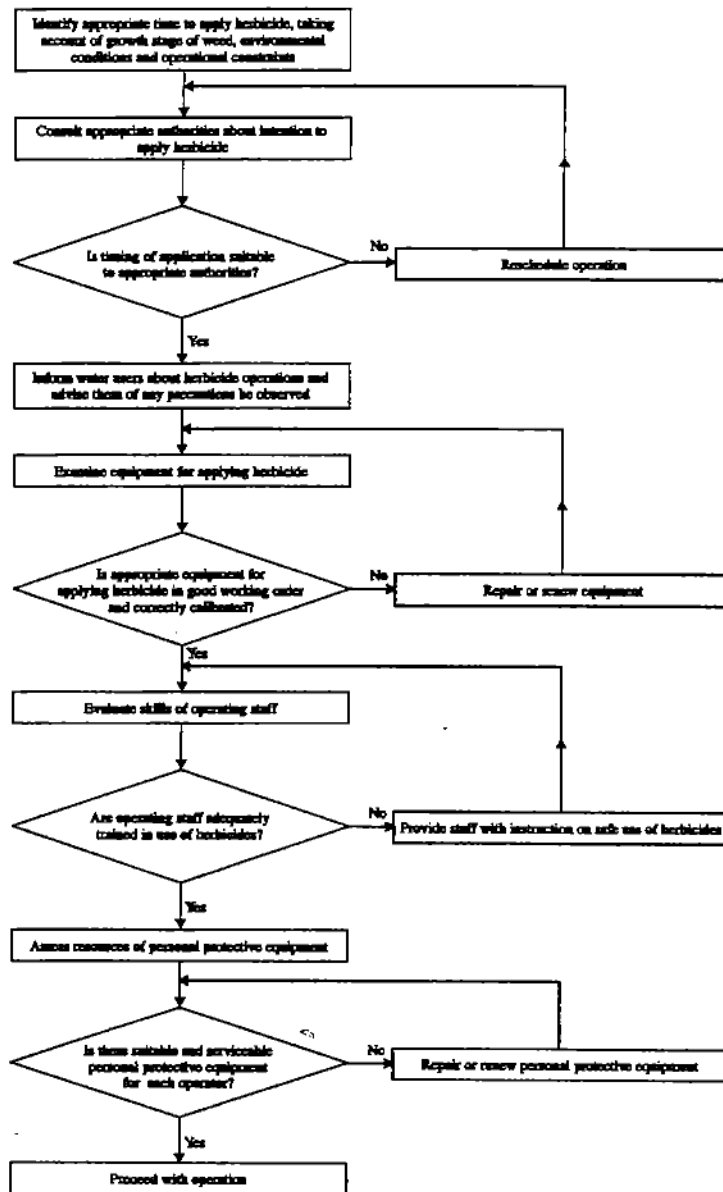 Identify appropriate time to apply herbicide, taking
account of growth stage of weed, environmental
conditions and operational constraints
Consult appropriate authorities about intention to
apply herbicide
Is timing of application suitable
to appropriate authorities?
No
Reschedule operation
Yes
Inform water users about herbicide operations and
advise them of any precautions be observed
Examine equipment for applying herbicide
Is appropriate equipment for
applying herbicide in good working order
and correctly calibrated?
No
Repair or renew equipment
Yes
Evaluate skills of operating staff
Are operating staff adequately
trained in use of herbicides?
No
Provide staff with instruction on safe use of herbicides
Yes
Assess resources of personal protective equipment
Is there suitable and serviceable
personal protective equipment
for each operator?
No
Repair or renew personal protective equipment
Yes
Proceed with operation